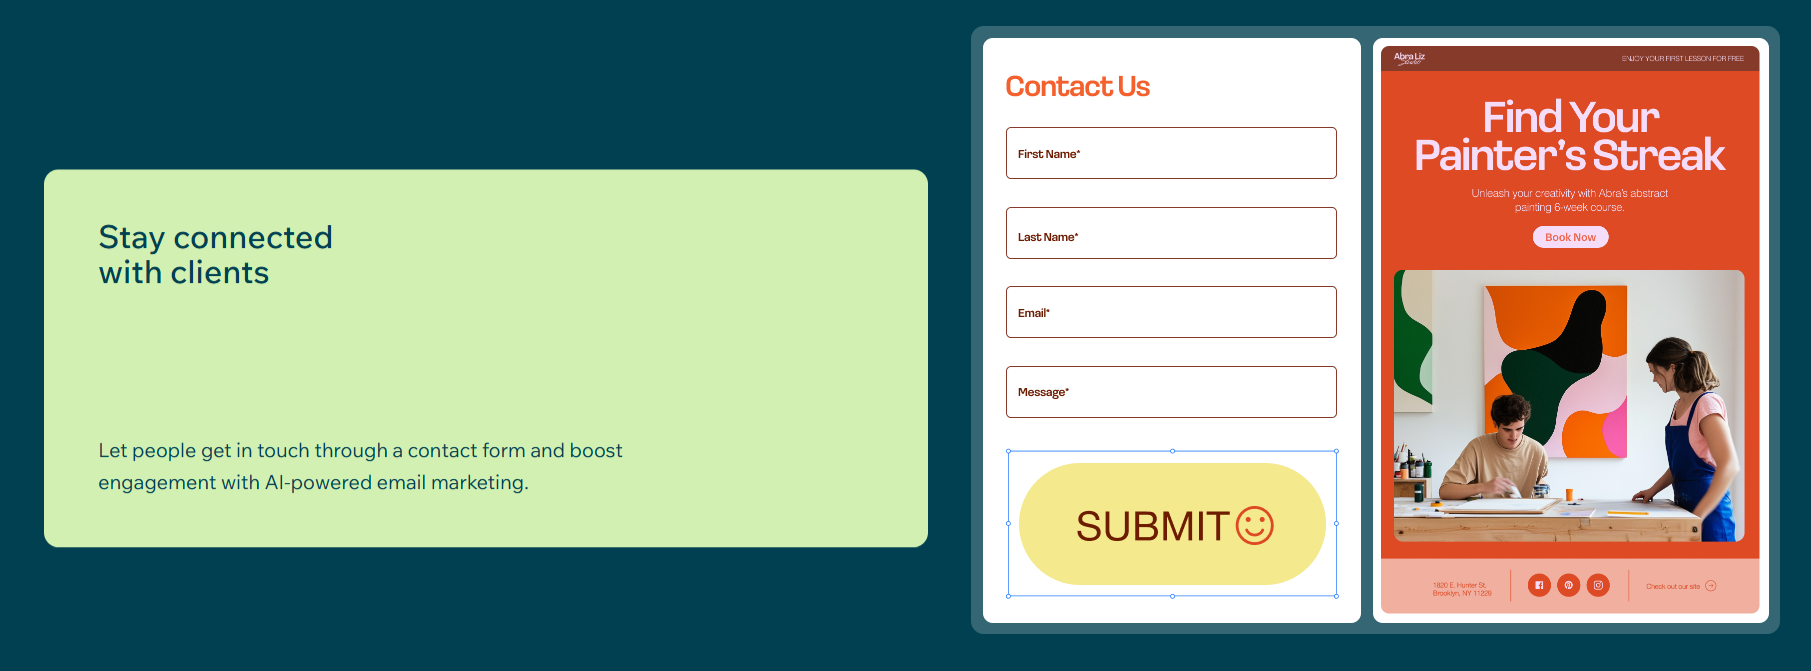 Stay connected
with clients
Let people get in touch through a contact form and boost
engagement with AI-powered email marketing.
Contact Us
First Name*
Last Name*
Email*
Message*
SUBMIT
Abra Liz
Studio
ENJOY YOUR FIRST LESSON FOR FREE
Find Your
Painter's Streak
Unleash your creativity with Abra's abstract
painting 6-week course.
Book Now
1820 E. Hunter St.
Brooklyn, NY 11229
Check out our site